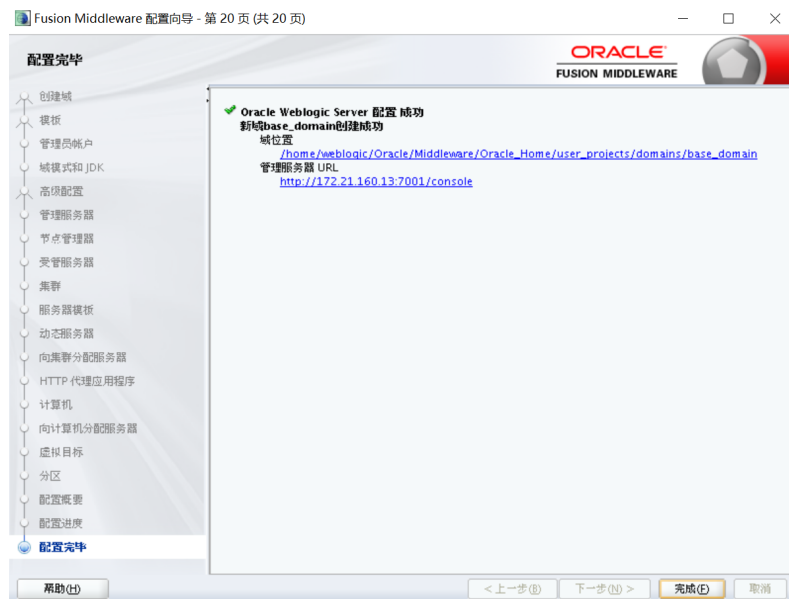 Fusion Middleware 配置向导 - 第 20 页 (共 20 页)
配置完毕
ORACLE
FUSION MIDDLEWARE
创建域
模板
管理员帐户
域模式和 JDK
高级配置
管理服务器
节点管理器
受管服务器
集群
服务器模板
动态服务器
向集群分配服务器
HTTP 代理应用程序
计算机
向计算机分配服务器
虚拟目标
分区
配置概要
配置进度
配置完毕
Oracle Weblogic Server 配置 成功
新域base_domain创建成功
域位置
/home/weblogic/Oracle/Middleware/Oracle_Home/user_projects/domains/base_domain
管理服务器 URL
http://172.21.160.13:7001/console
帮助(H)
< 上一步(B)
下一步(N) >
完成(F)
取消